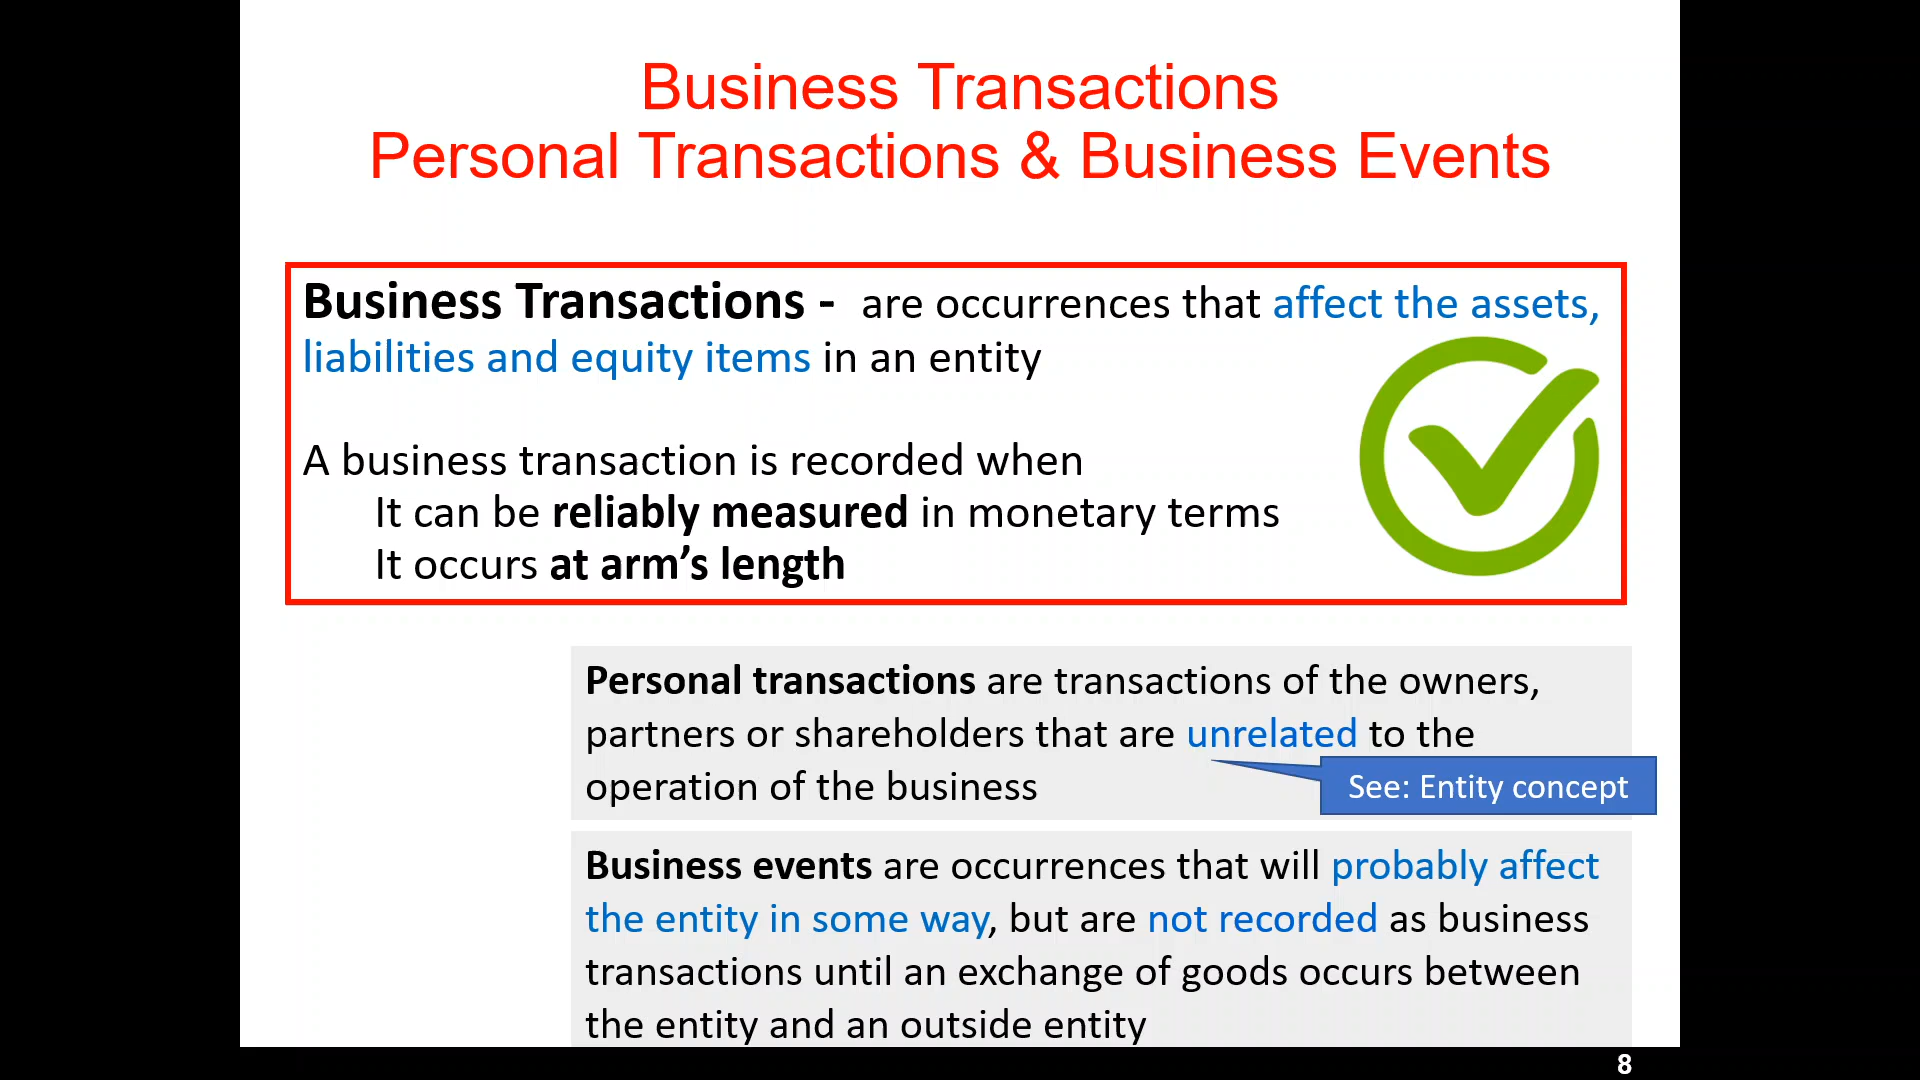 Business Transactions
Personal Transactions & Business Events
Business Transactions - are occurrences that affect the assets,
liabilities and equity items in an entity
A business transaction is recorded when
It can be reliably measured in monetary terms
It occurs at arm’s length
Personal transactions are transactions of the owners,
partners or shareholders that are unrelated to the
operation of the business
See: Entity concept
Business events are occurrences that will probably affect
the entity in some way, but are not recorded as business
transactions until an exchange of goods occurs between
the entity and an outside entity
8